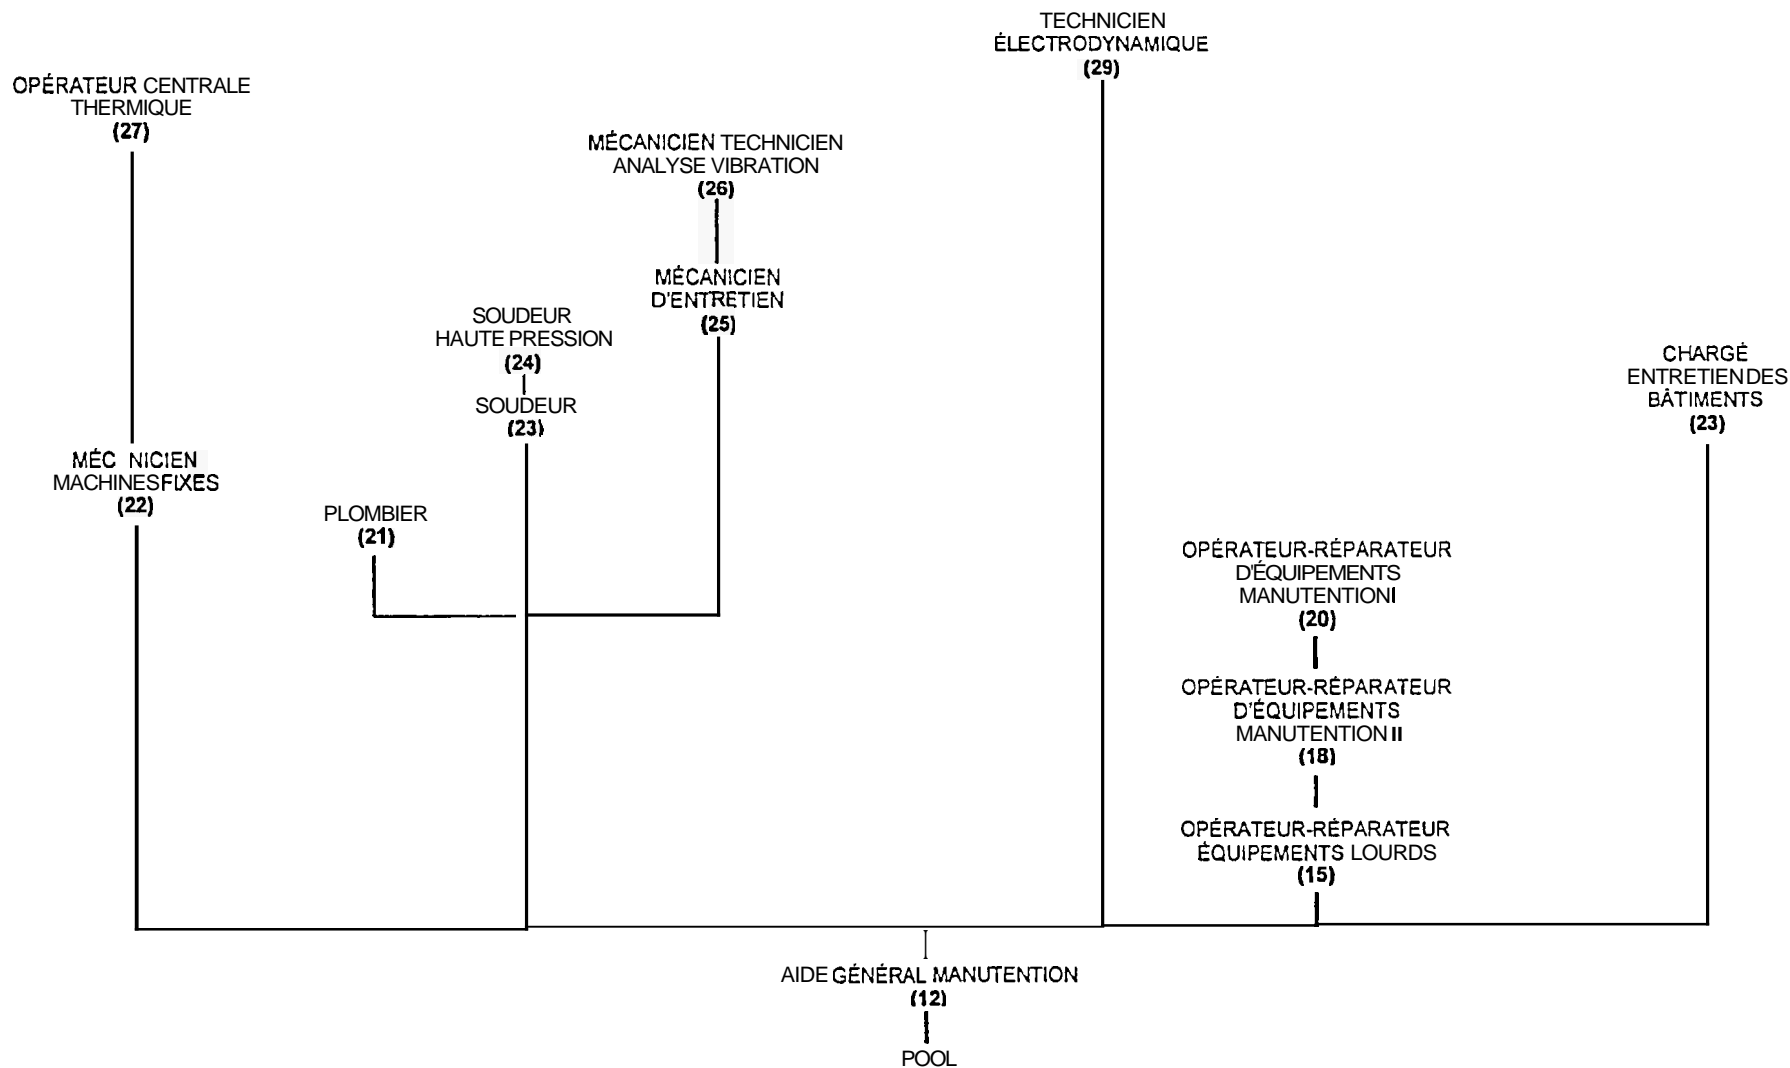 TECHNICIEN
ÉLECTRODYNAMIQUE
(29)
OPÉRATEUR CENTRALE
THERMIQUE
(27)
MÉCANICIEN TECHNICIEN
ANALYSE VIBRATION
(26)
MÉCANICIEN
D'ENTRETIEN
(25)
SOUDEUR
HAUTE PRESSION
(24)
SOUDEUR
(23)
CHARGÉ
ENTRETIEN DES
BÂTIMENTS
(23)
MÉC NICIEN
MACHINES FIXES
(22)
PLOMBIER
(21)
OPÉRATEUR-RÉPARATEUR
D'ÉQUIPEMENTS
MANUTENTION I
(20)
OPÉRATEUR-RÉPARATEUR
D'ÉQUIPEMENTS
MANUTENTION II
(18)
OPÉRATEUR-RÉPARATEUR
ÉQUIPEMENTS LOURDS
(15)
AIDE GÉNÉRAL MANUTENTION
(12)
POOL